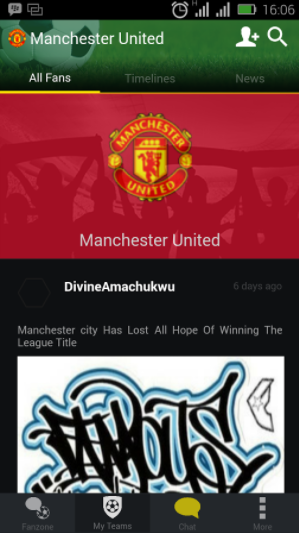 H
16:06
Manchester United
All Fans
Timelines
News
MANCHESTER
UNITED
Manchester United
DivineAmachukwu
6 days ago
Manchester city Has Lost All Hope Of Winning The
League Title
FAMOUS
Fanzone
My Teams
Chat
More